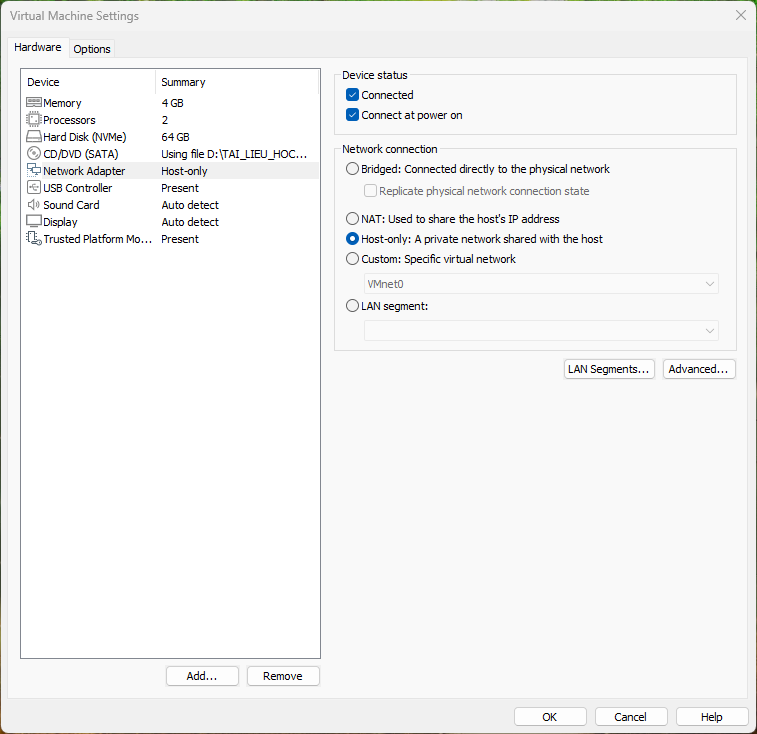 Virtual Machine Settings
Hardware Options
Device Summary
Memory 4 GB
Processors 2
Hard Disk (NVMe) 64 GB
CD/DVD (SATA) Using file D:\TAI_LIEU_HOC...
Network Adapter Host-only
USB Controller Present
Sound Card Auto detect
Display Auto detect
Trusted Platform Mo... Present
Add... Remove
Device status
Connected
Connect at power on
Network connection
Bridged: Connected directly to the physical network
Replicate physical network connection state
NAT: Used to share the host's IP address
Host-only: A private network shared with the host
Custom: Specific virtual network
VMnet0
LAN segment:
LAN Segments... Advanced...
OK Cancel Help